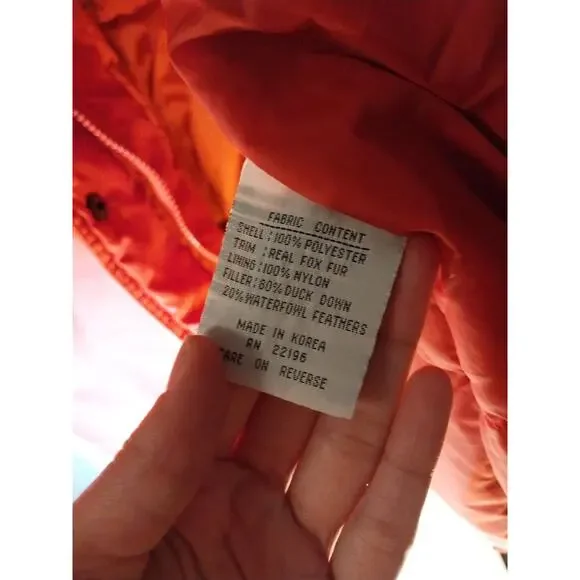 FABRIC CONTENT
SHELL:100% POLYESTER
TRIM :REAL FOX FUR
LINING:100% NYLON
FILLER:80% DUCK DOWN
20% WATERFOWL FEATHERS
MADE IN KOREA
RN 22196
CARE ON REVERSE